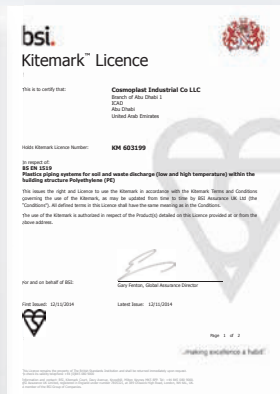 bsi.
Kitemark™ Licence
This is to certify that:
Cosmoplast Industrial Co LLC
Branch of Abu Dhabi 1
ICAD
Abu Dhabi
United Arab Emirates
Holds Kitemark Licence Number:
KM 603199
In respect of:
BS EN 1519
Plastics piping systems for soil and waste discharge (low and high temperature) within the
building structure Polyethylene (PE)
This issues the right and Licence to use the Kitemark in accordance with the Kitemark Terms and Conditions
governing the use of the Kitemark, as may be updated from time to time by BSI Assurance UK Ltd (the
"Conditions"). All defined terms in this Licence shall have the same meaning as in the Conditions.
The use of the Kitemark is authorized in respect of the Product(s) detailed on this Licence provided at or from the
above address.
For and on behalf of BSI:
Gary Fenton, Global Assurance Director
First Issued: 12/11/2014
Latest Issue: 12/11/2014
Page 1 of 2
...making excellence a habit.™